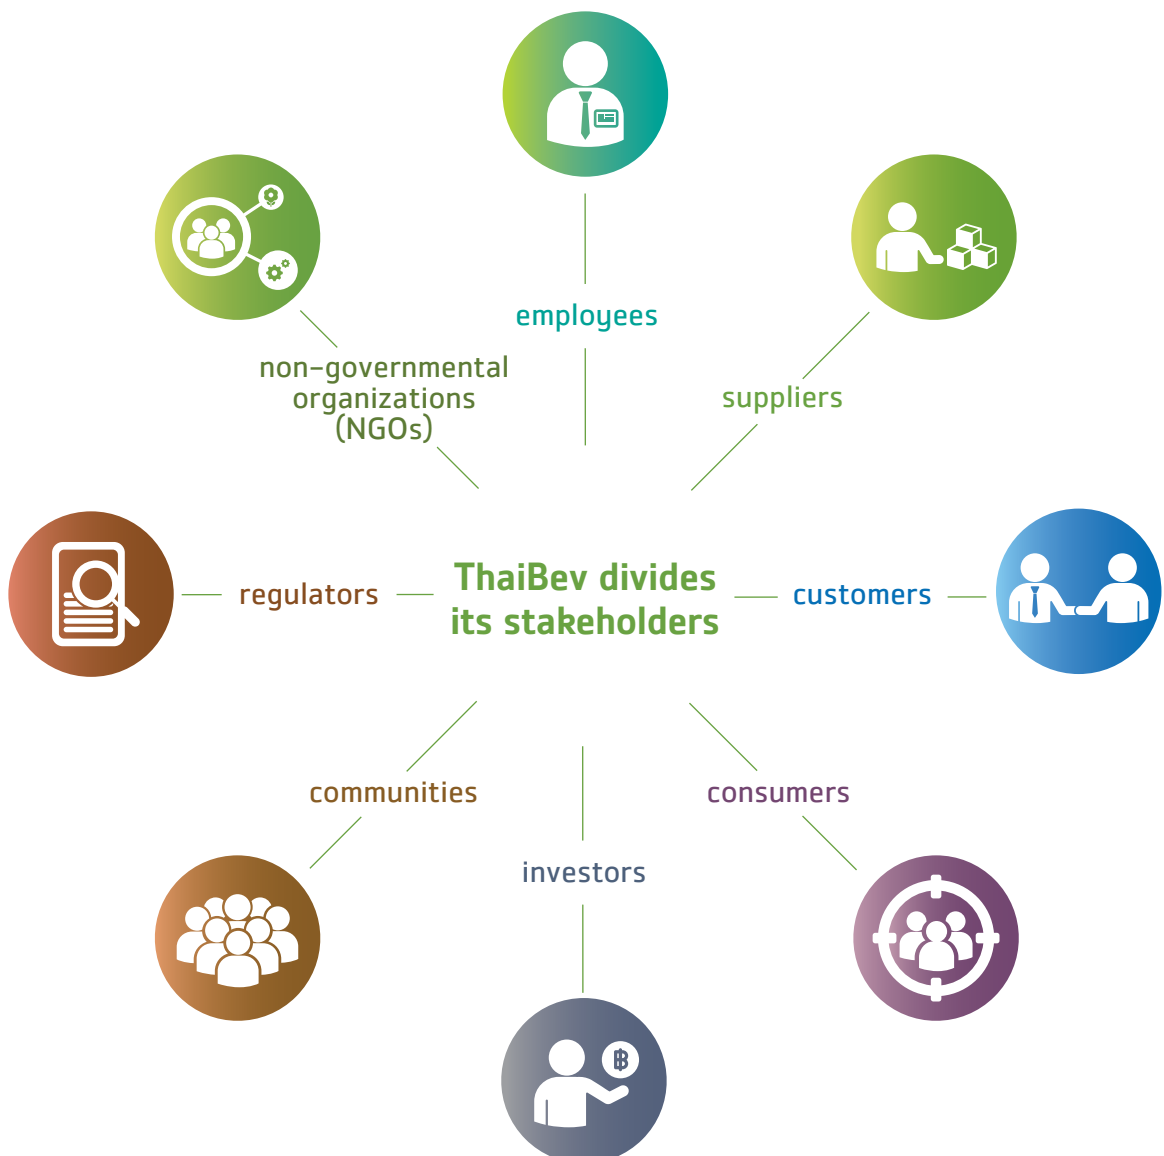 employees
non-governmental
organizations
(NGOs)
suppliers
ThaiBev divides
its stakeholders
regulators
customers
communities
consumers
investors
฿